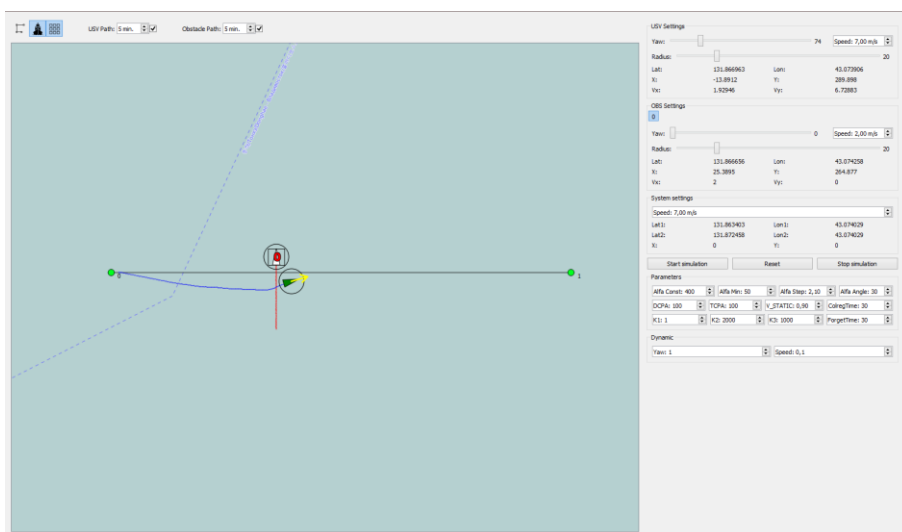 USV Path: 5 min. Obstacle Path: 5 min.
0 1
USV Settings
Yaw: 74 Speed: 7,00 m/s
Radius: 20
Lat: 131.866963 Lon: 43.073906
X: -13.8912 Y: 289.898
Vx: 1.92946 Vy: 6.72883
OBS Settings
0
Yaw: 0 Speed: 2,00 m/s
Radius: 20
Lat: 131.866656 Lon: 43.074258
X: 25.3895 Y: 264.877
Vx: 2 Vy: 0
System settings
Speed: 7,00 m/s
Lat1: 131.863403 Lon1: 43.074029
Lat2: 131.872458 Lon2: 43.074029
X: 0 Y: 0
Start simulation Reset Stop simulation
Parameters
Alfa Const: 400 Alfa Min: 50 Alfa Step: 2,10 Alfa Angle: 30
DCPA: 100 TCPA: 100 V_STATIC: 0,90 ColregTime: 30
K1: 1 K2: 2000 K3: 1000 ForgetTime: 30
Dynamic
Yaw: 1 Speed: 0,1